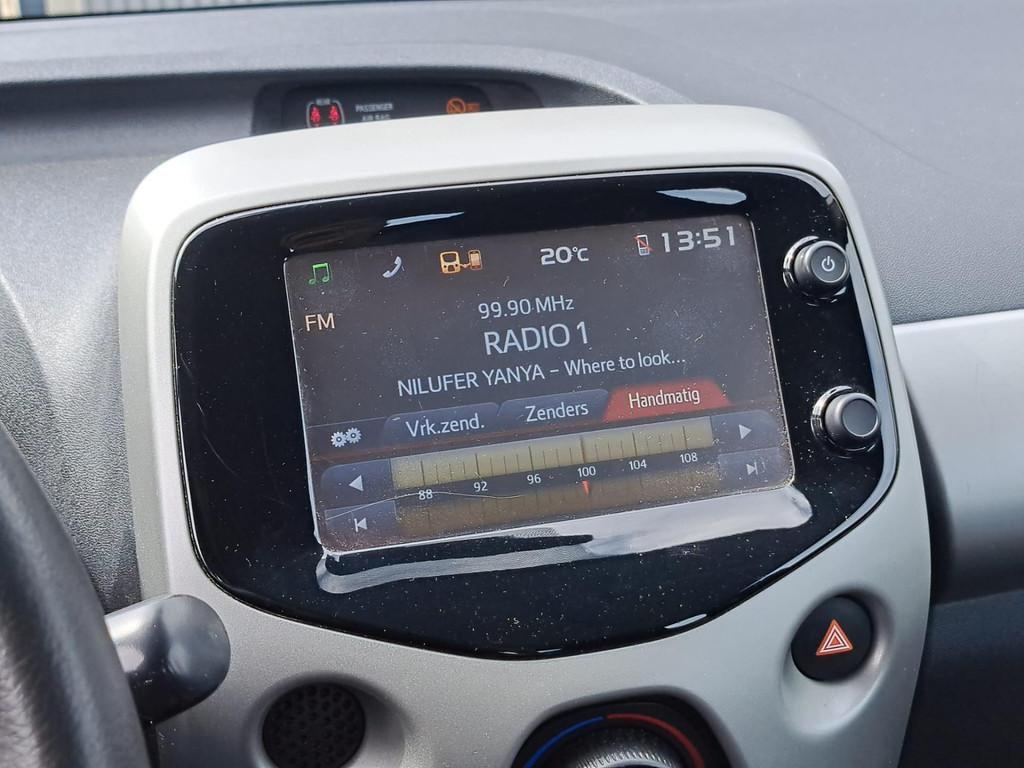 REAR
PASSENGER
AIR BAG
20°C
13:51
FM
99.90 MHz
RADIO 1
NILUFER YANYA – Where to look...
Vrk.zend.
Zenders
Handmatig
88 92 96 100 104 108